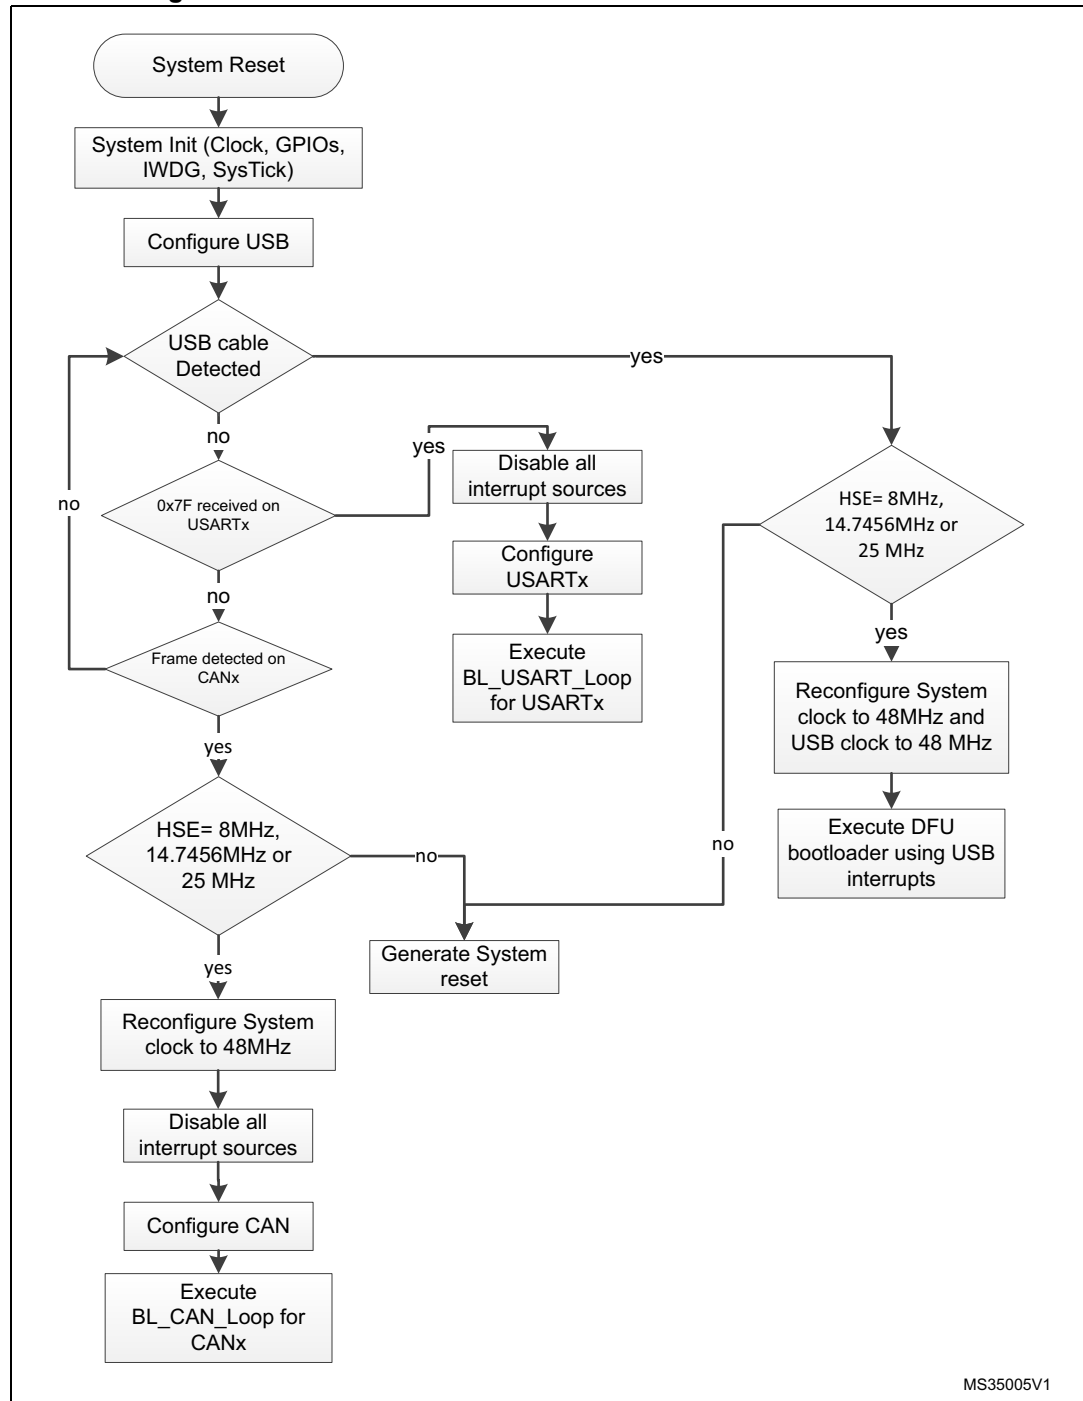 System Reset
System Init (Clock, GPIOs,
IWDG, SysTick)
Configure USB
USB cable
Detected
yes
no
0x7F received on
USARTx
yes
Disable all
interrupt sources
Configure
USARTx
Execute
BL_USART_Loop
for USARTx
no
Frame detected on
CANx
no
yes
HSE= 8MHz,
14.7456MHz or
25 MHz
no
yes
Reconfigure System
clock to 48MHz
Disable all
interrupt sources
Configure CAN
Execute
BL_CAN_Loop for
CANx
HSE= 8MHz,
14.7456MHz or
25 MHz
no
Generate System
reset
yes
Reconfigure System
clock to 48MHz and
USB clock to 48 MHz
Execute DFU
bootloader using USB
interrupts
MS35005V1